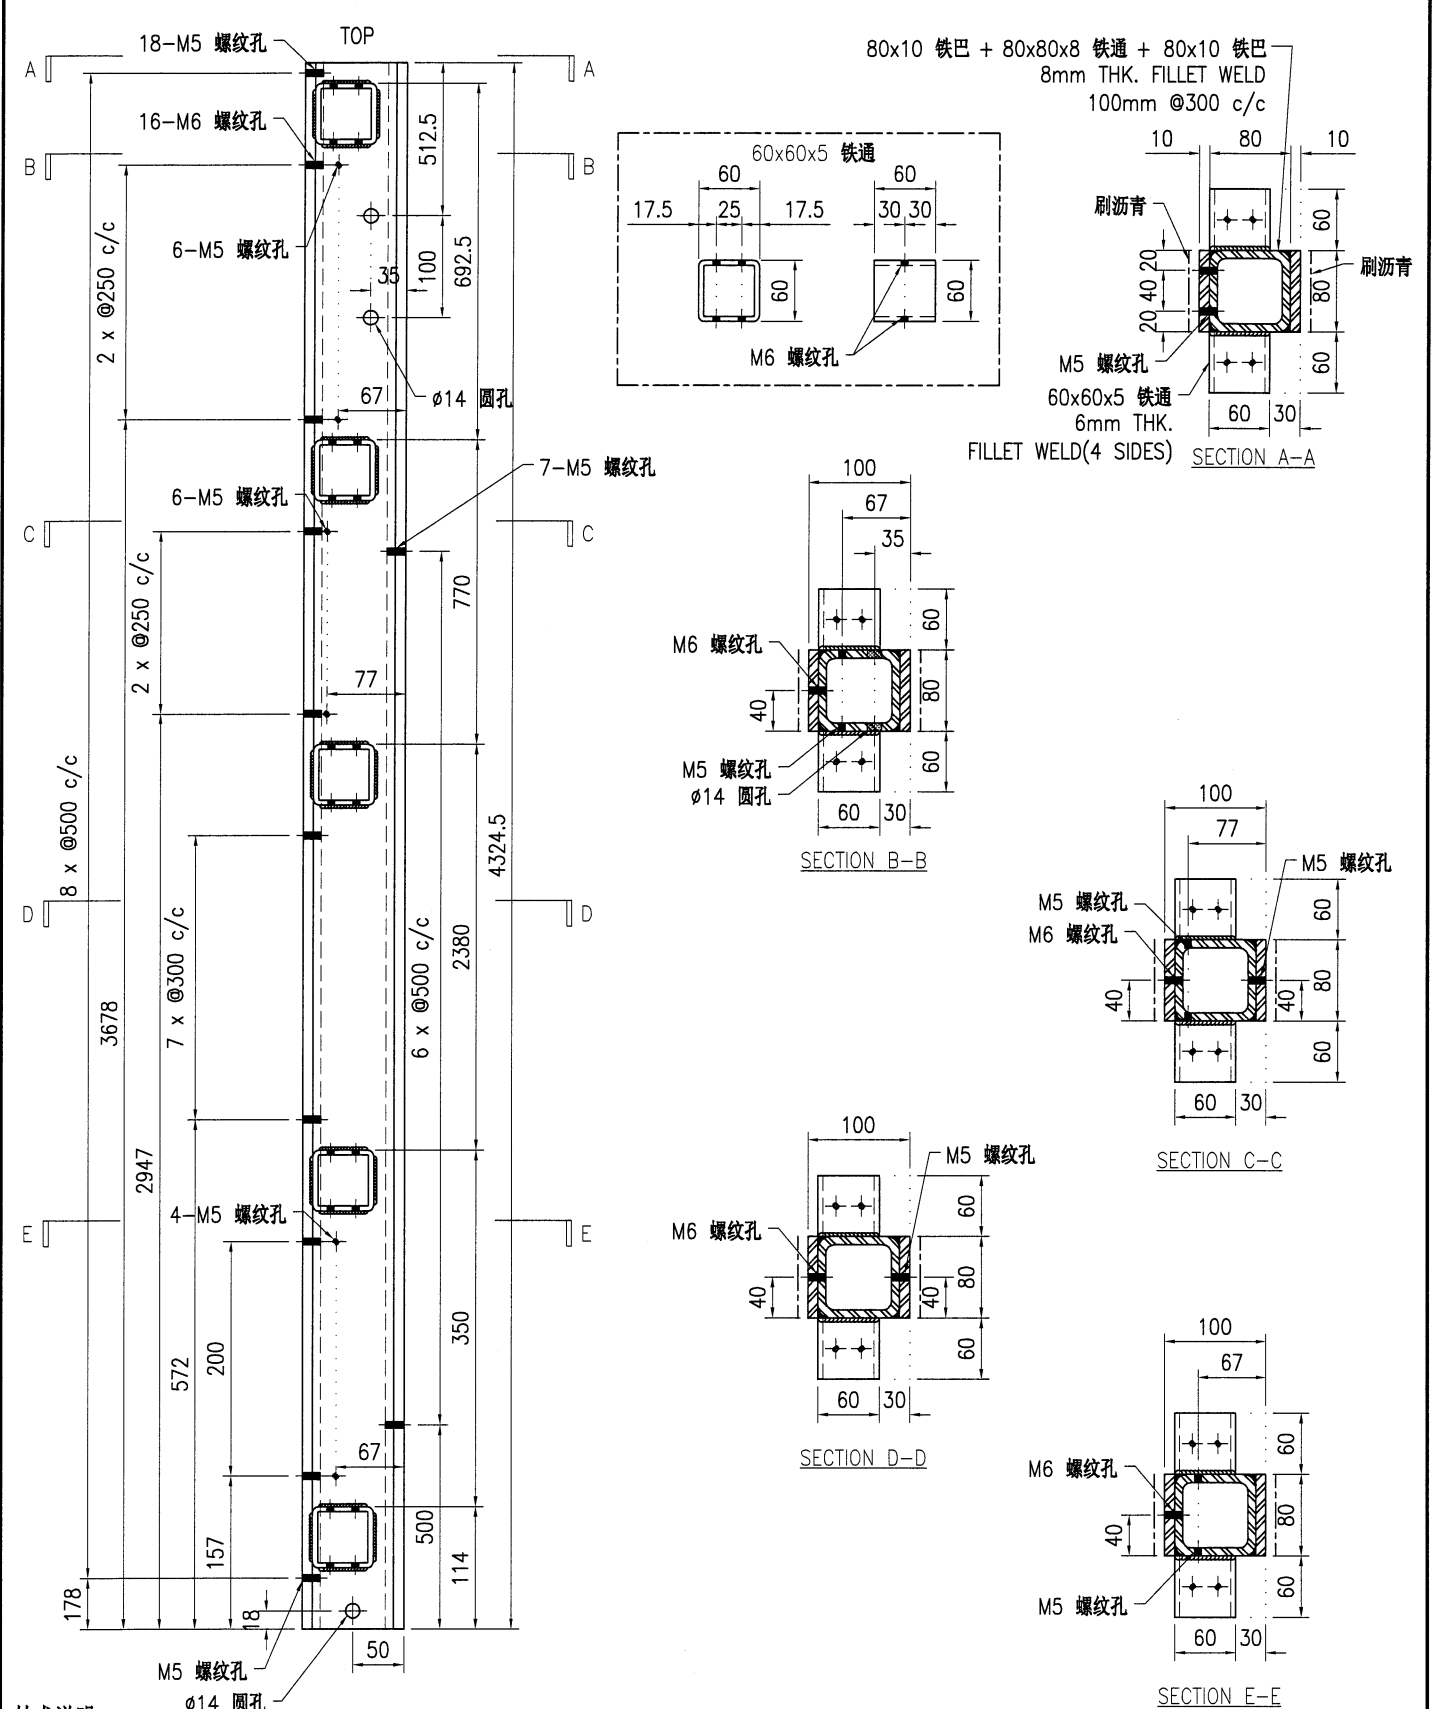 TOP
18-M5 螺纹孔
A
A
16-M6 螺纹孔
B
B
6-M5 螺纹孔
2 x @250 c/c
512.5
100
35
692.5
67
ø14 圆孔
7-M5 螺纹孔
6-M5 螺纹孔
C
C
2 x @250 c/c
770
77
8 x @500 c/c
4324.5
D
D
3678
7 x @300 c/c
6 x @500 c/c
2380
2947
4-M5 螺纹孔
E
E
572
200
350
67
157
500
114
178
18
50
M5 螺纹孔
ø14 圆孔
60x60x5 铁通
60
60
17.5
25
17.5
30
30
60
60
M6 螺纹孔
80x10 铁巴 + 80x80x8 铁通 + 80x10 铁巴
8mm THK. FILLET WELD
100mm @300 c/c
10
80
10
刷沥青
60
刷沥青
20
40
20
80
M5 螺纹孔
60
60x60x5 铁通
6mm THK.
FILLET WELD(4 SIDES)
60
30
SECTION A-A
100
67
35
60
M6 螺纹孔
80
40
M5 螺纹孔
ø14 圆孔
60
60
30
SECTION B-B
100
77
M5 螺纹孔
M5 螺纹孔
M6 螺纹孔
60
40
40
80
60
60
30
SECTION C-C
100
M5 螺纹孔
60
M6 螺纹孔
40
40
80
60
60
30
SECTION D-D
100
67
60
M6 螺纹孔
40
80
M5 螺纹孔
60
60
30
SECTION E-E